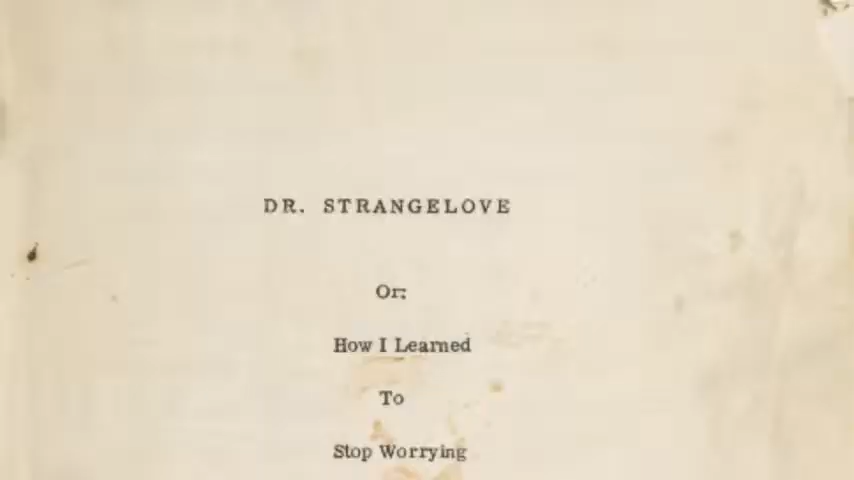 DR. STRANGELOVE
Or:
How I Learned
To
Stop Worrying